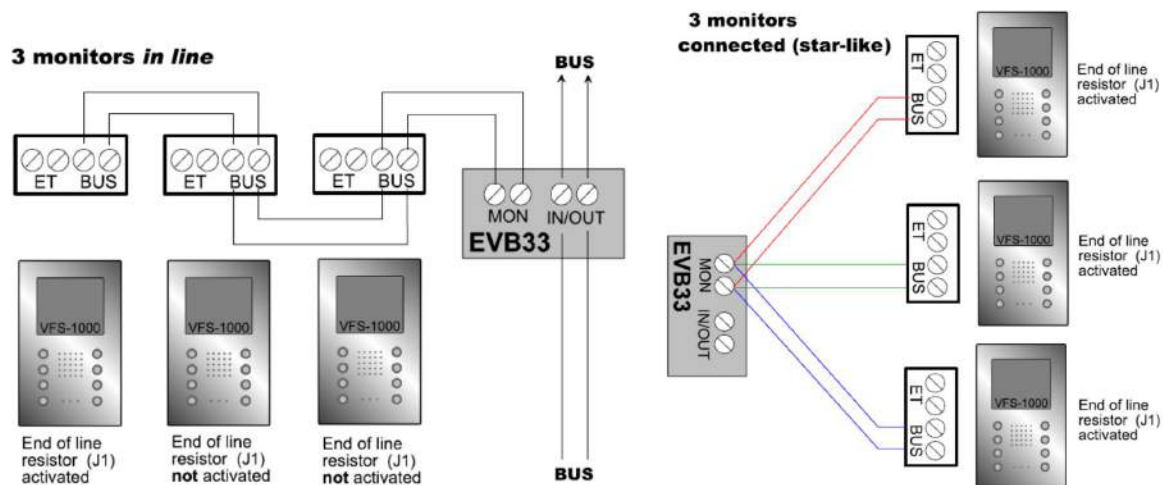 3 monitors in line
BUS
ET BUS
ET BUS
ET BUS
MON IN/OUT
EVB33
VFS-1000
VFS-1000
VFS-1000
End of line
resistor (J1)
activated
End of line
resistor (J1)
not activated
End of line
resistor (J1)
not activated
BUS
3 monitors
connected (star-like)
ET
BUS
VFS-1000
End of line
resistor (J1)
activated
EVB33
MON
IN/OUT
ET
BUS
VFS-1000
End of line
resistor (J1)
activated
ET
BUS
VFS-1000
End of line
resistor (J1)
activated